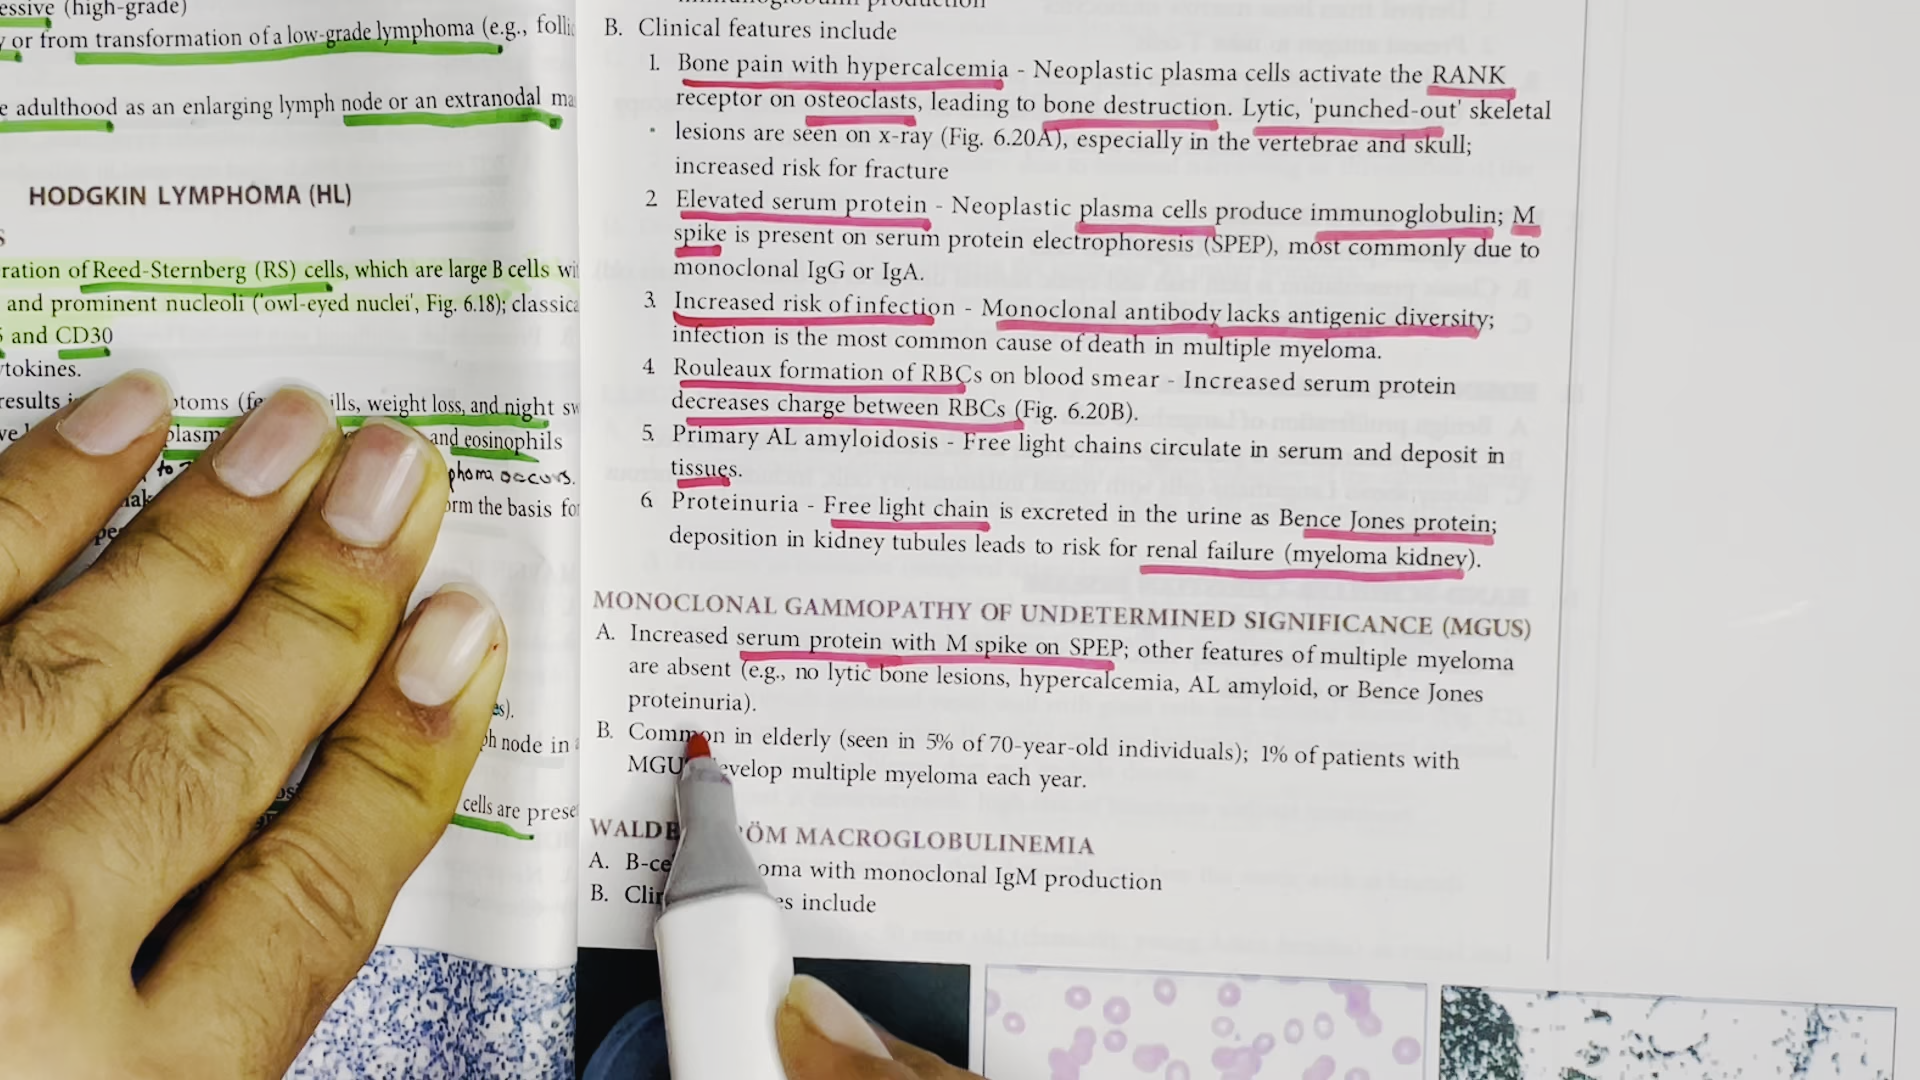 essive (high-grade)
y or from transformation of a low-grade lymphoma (e.g.,
e adulthood as an enlarging lymph node or an extranodal
HODGKIN LYMPHOMA (HL)
S
ration of Reed-Sternberg (RS) cells, which are large B cells
and prominent nucleoli ('owl-eyed nuclei', Fig. 6.18);
and CD30
tokines.
results ills, weight loss, and night
and eosinophils
phoma occurs.
orm the basis
es).
ph node in
cells are
B. Clinical features include
1. Bone pain with hypercalcemia - Neoplastic plasma cells activate the RANK
receptor on osteoclasts, leading to bone destruction. Lytic, 'punched-out' skeletal
lesions are seen on x-ray (Fig. 6.20A), especially in the vertebrae and skull;
increased risk for fracture
2 Elevated serum protein - Neoplastic plasma cells produce immunoglobulin; M
spike is present on serum protein electrophoresis (SPEP), most commonly due to
monoclonal IgG or IgA.
3. Increased risk of infection - Monoclonal antibody lacks antigenic diversity;
infection is the most common cause of death in multiple myeloma.
4 Rouleaux formation of RBCs on blood smear - Increased serum protein
decreases charge between RBCs (Fig. 6.20B).
5. Primary AL amyloidosis - Free light chains circulate in serum and deposit in
tissues.
6 Proteinuria - Free light chain is excreted in the urine as Bence Jones protein;
deposition in kidney tubules leads to risk for renal failure (myeloma kidney).
MONOCLONAL GAMMOPATHY OF UNDETERMINED SIGNIFICANCE (MGUS)
A. Increased serum protein with M spike on SPEP; other features of multiple myeloma
are absent (e.g., no lytic bone lesions, hypercalcemia, AL amyloid, or Bence Jones
proteinuria).
B. Common in elderly (seen in 5% of 70-year-old individuals); 1% of patients with
MGU evelop multiple myeloma each year.
WALDE ÖM MACROGLOBULINEMIA
A. B-ce oma with monoclonal IgM production
B. Clin es include